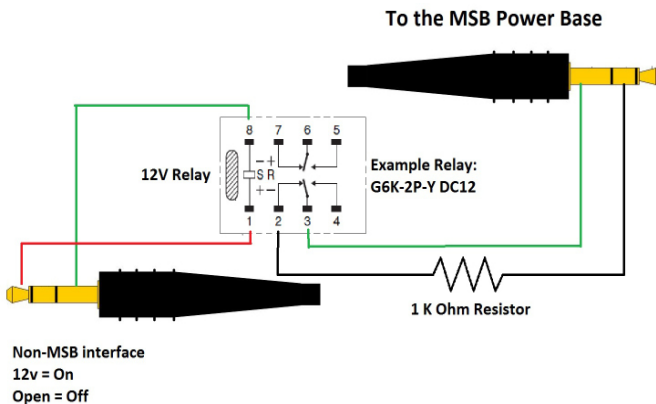 To the MSB Power Base
8 7 6 5
12V Relay
- +
S R
+ -
Example Relay:
G6K-2P-Y DC12
1 2 3 4
1 K Ohm Resistor
Non-MSB interface
12v = On
Open = Off